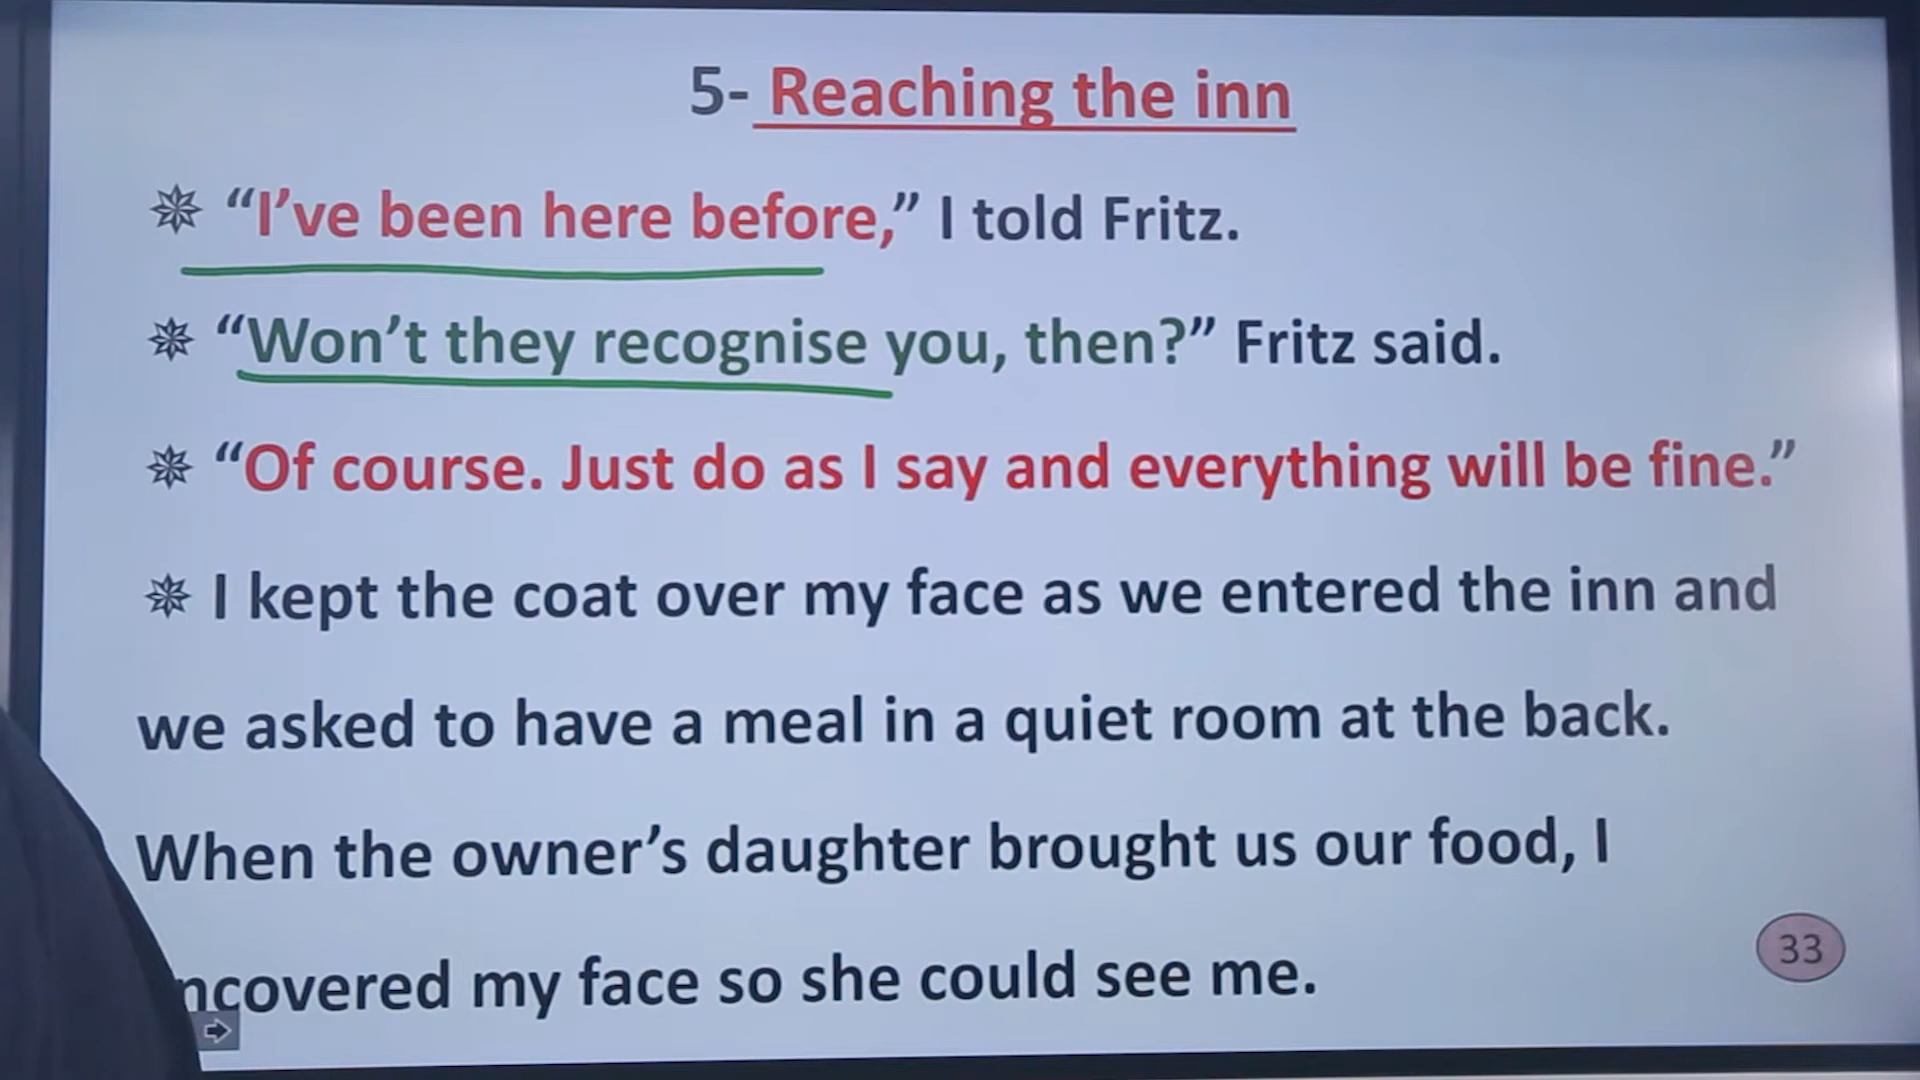 5- Reaching the inn
“I’ve been here before,” I told Fritz.
“Won’t they recognise you, then?” Fritz said.
“Of course. Just do as I say and everything will be fine.”
I kept the coat over my face as we entered the inn and
we asked to have a meal in a quiet room at the back.
When the owner’s daughter brought us our food, I
my face so she could see me.
33